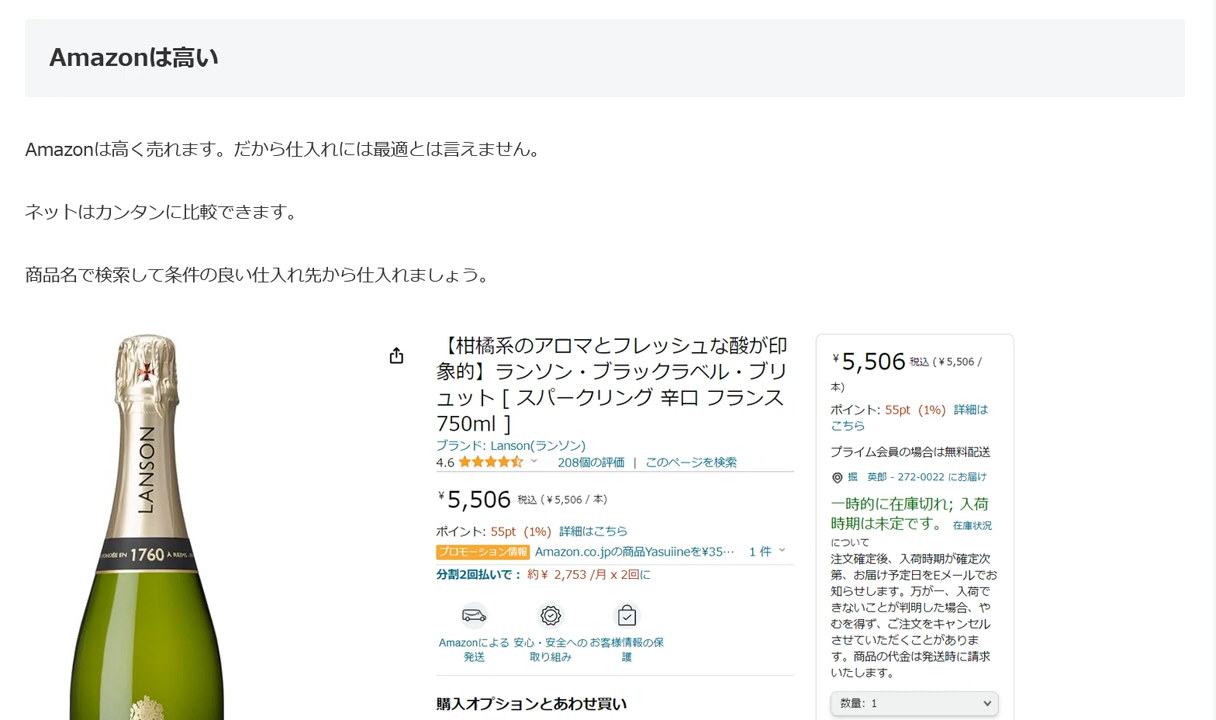 Amazonは高い
Amazonは高く売れます。だから仕入れには最適とは言えません。
ネットはカンタンに比較できます。
商品名で検索して条件の良い仕入れ先から仕入れましょう。
LANSON
FONDÉE EN 1760 À REIMS
【柑橘系のアロマとフレッシュな酸が印
象的】ランソン・ブラックラベル・ブリ
ュット [ スパークリング 辛口 フランス
750ml ]
ブランド: Lanson(ランソン)
4.6 208個の評価 | このページを検索
¥5,506 税込 (¥5,506 / 本)
ポイント: 55pt (1%) 詳細はこちら
プロモーション情報 Amazon.co.jpの商品Yasuiineを¥35… 1 件
分割2回払いで: 約¥ 2,753 /月 x 2回に
Amazonによる
発送
安心・安全への
取り組み
お客様情報の保
護
購入オプションとあわせ買い
¥5,506 税込 (¥5,506 /
本)
ポイント: 55pt (1%) 詳細は
こちら
プライム会員の場合は無料配送
堀 英郎 - 272-0022 にお届け
一時的に在庫切れ; 入荷
時期は未定です。 在庫状況
について
注文確定後、入荷時期が確定次
第、お届け予定日をEメールでお
知らせします。万が一、入荷で
きないことが判明した場合、や
むを得ず、ご注文をキャンセル
させていただくことがありま
す。商品の代金は発送時に請求
いたします。
数量: 1